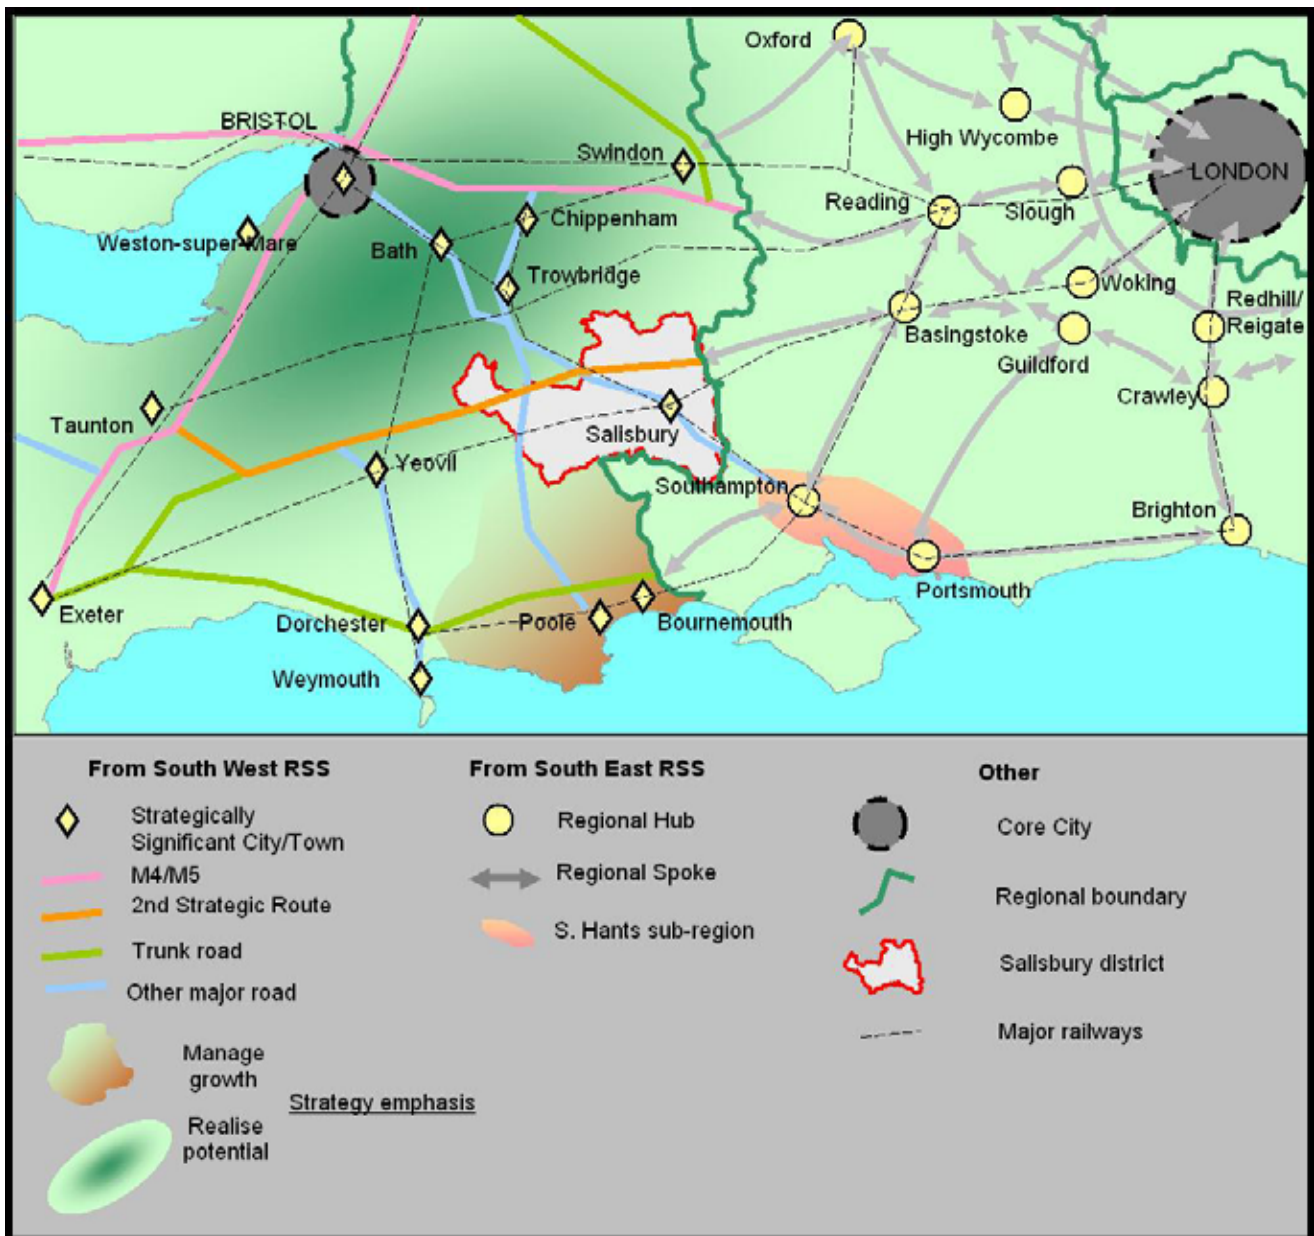 Oxford
BRISTOL
High Wycombe
Swindon
LONDON
Chippenham
Reading
Slough
Weston-super-Mare
Bath
Trowbridge
Woking
Redhill/
Reigate
Basingstoke
Guildford
Crawley
Taunton
Salisbury
Yeovil
Southampton
Brighton
Exeter
Portsmouth
Dorchester
Poole
Bournemouth
Weymouth
From South West RSS
Strategically
Significant City/Town
M4/M5
2nd Strategic Route
Trunk road
Other major road
Manage
growth
Strategy emphasis
Realise
potential
From South East RSS
Regional Hub
Regional Spoke
S. Hants sub-region
Other
Core City
Regional boundary
Salisbury district
Major railways